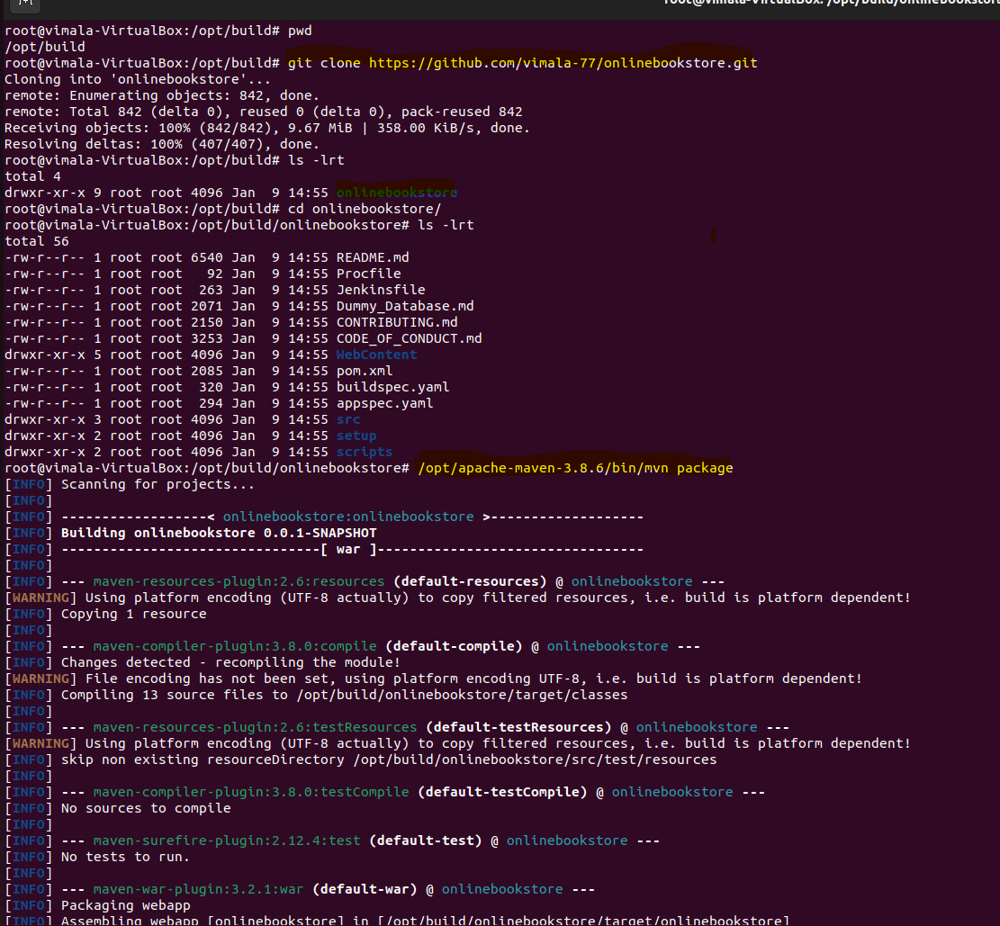 root@vimala-VirtualBox: /opt/build/onlinebookstore
root@vimala-VirtualBox:/opt/build# pwd
/opt/build
root@vimala-VirtualBox:/opt/build# git clone https://github.com/vimala-77/onlinebookstore.git
Cloning into 'onlinebookstore'...
remote: Enumerating objects: 842, done.
remote: Total 842 (delta 0), reused 0 (delta 0), pack-reused 842
Receiving objects: 100% (842/842), 9.67 MiB | 358.00 KiB/s, done.
Resolving deltas: 100% (407/407), done.
root@vimala-VirtualBox:/opt/build# ls -lrt
total 4
drwxr-xr-x 9 root root 4096 Jan  9 14:55 onlinebookstore
root@vimala-VirtualBox:/opt/build# cd onlinebookstore/
root@vimala-VirtualBox:/opt/build/onlinebookstore# ls -lrt
total 56
-rw-r--r-- 1 root root 6540 Jan  9 14:55 README.md
-rw-r--r-- 1 root root   92 Jan  9 14:55 Procfile
-rw-r--r-- 1 root root  263 Jan  9 14:55 Jenkinsfile
-rw-r--r-- 1 root root 2071 Jan  9 14:55 Dummy_Database.md
-rw-r--r-- 1 root root 2150 Jan  9 14:55 CONTRIBUTING.md
-rw-r--r-- 1 root root 3253 Jan  9 14:55 CODE_OF_CONDUCT.md
drwxr-xr-x 5 root root 4096 Jan  9 14:55 WebContent
-rw-r--r-- 1 root root 2085 Jan  9 14:55 pom.xml
-rw-r--r-- 1 root root  320 Jan  9 14:55 buildspec.yaml
-rw-r--r-- 1 root root  294 Jan  9 14:55 appspec.yaml
drwxr-xr-x 3 root root 4096 Jan  9 14:55 src
drwxr-xr-x 2 root root 4096 Jan  9 14:55 setup
drwxr-xr-x 2 root root 4096 Jan  9 14:55 scripts
root@vimala-VirtualBox:/opt/build/onlinebookstore# /opt/apache-maven-3.8.6/bin/mvn package
[INFO] Scanning for projects...
[INFO]
[INFO] ------------------< onlinebookstore:onlinebookstore >-------------------
[INFO] Building onlinebookstore 0.0.1-SNAPSHOT
[INFO] --------------------------------[ war ]---------------------------------
[INFO]
[INFO] --- maven-resources-plugin:2.6:resources (default-resources) @ onlinebookstore ---
[WARNING] Using platform encoding (UTF-8 actually) to copy filtered resources, i.e. build is platform dependent!
[INFO] Copying 1 resource
[INFO]
[INFO] --- maven-compiler-plugin:3.8.0:compile (default-compile) @ onlinebookstore ---
[INFO] Changes detected - recompiling the module!
[WARNING] File encoding has not been set, using platform encoding UTF-8, i.e. build is platform dependent!
[INFO] Compiling 13 source files to /opt/build/onlinebookstore/target/classes
[INFO]
[INFO] --- maven-resources-plugin:2.6:testResources (default-testResources) @ onlinebookstore ---
[WARNING] Using platform encoding (UTF-8 actually) to copy filtered resources, i.e. build is platform dependent!
[INFO] skip non existing resourceDirectory /opt/build/onlinebookstore/src/test/resources
[INFO]
[INFO] --- maven-compiler-plugin:3.8.0:testCompile (default-testCompile) @ onlinebookstore ---
[INFO] No sources to compile
[INFO]
[INFO] --- maven-surefire-plugin:2.12.4:test (default-test) @ onlinebookstore ---
[INFO] No tests to run.
[INFO]
[INFO] --- maven-war-plugin:3.2.1:war (default-war) @ onlinebookstore ---
[INFO] Packaging webapp
[INFO] Assembling webapp [onlinebookstore] in [/opt/build/onlinebookstore/target/onlinebookstore]